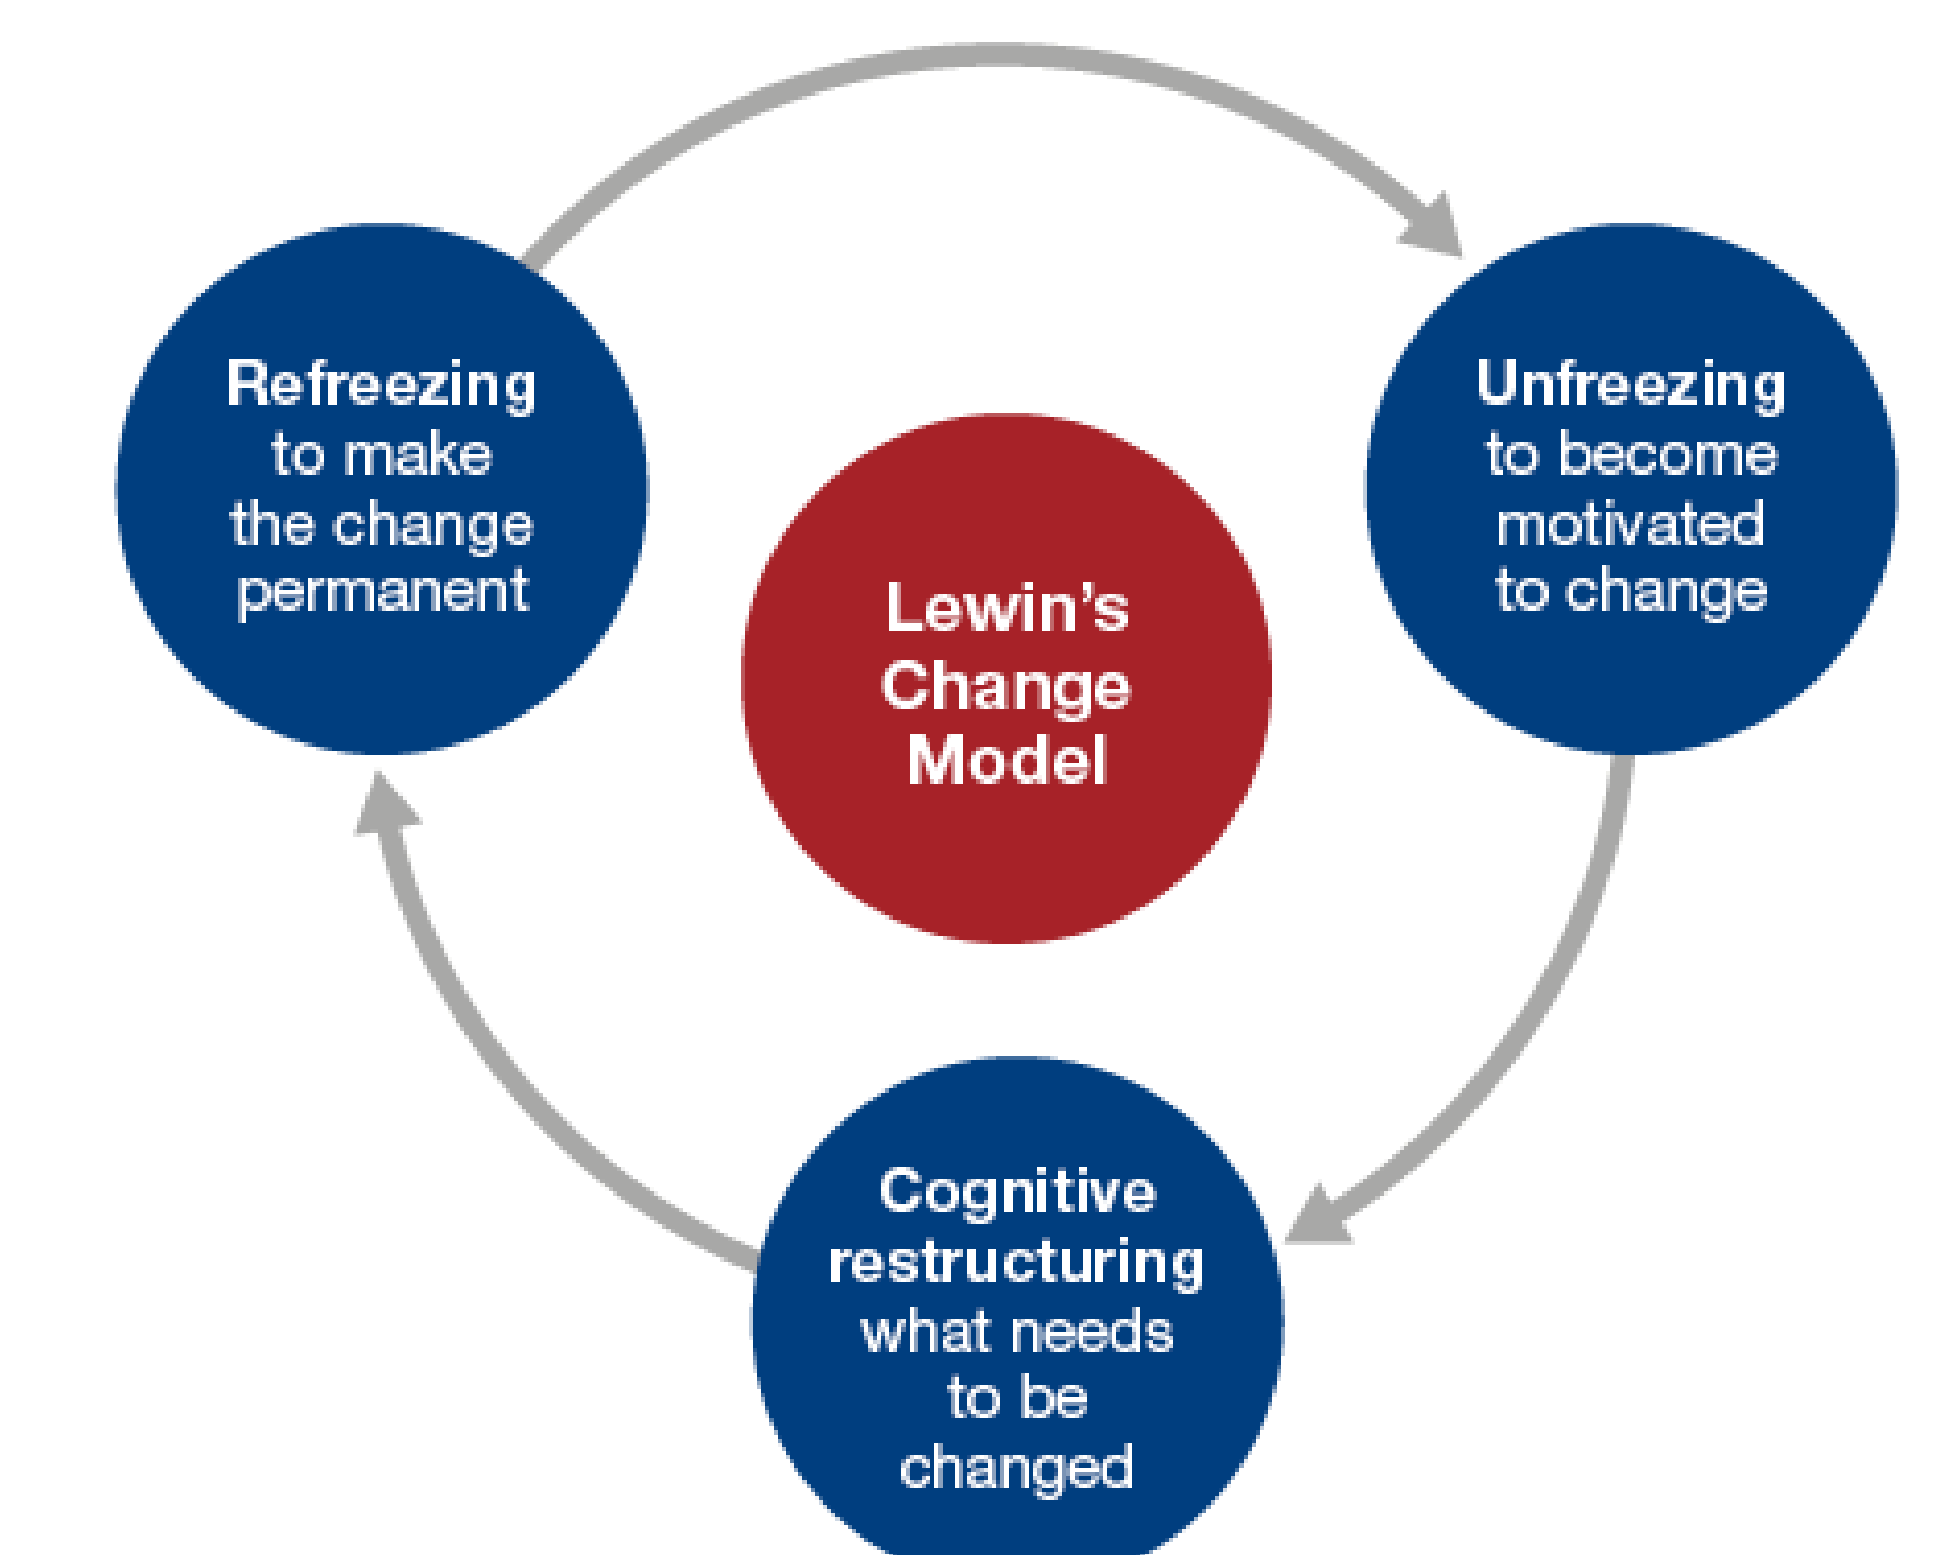 Refreezing
to make
the change
permanent
Unfreezing
to become
motivated
to change
Lewin’s
Change
Model
Cognitive
restructuring
what needs
to be
changed